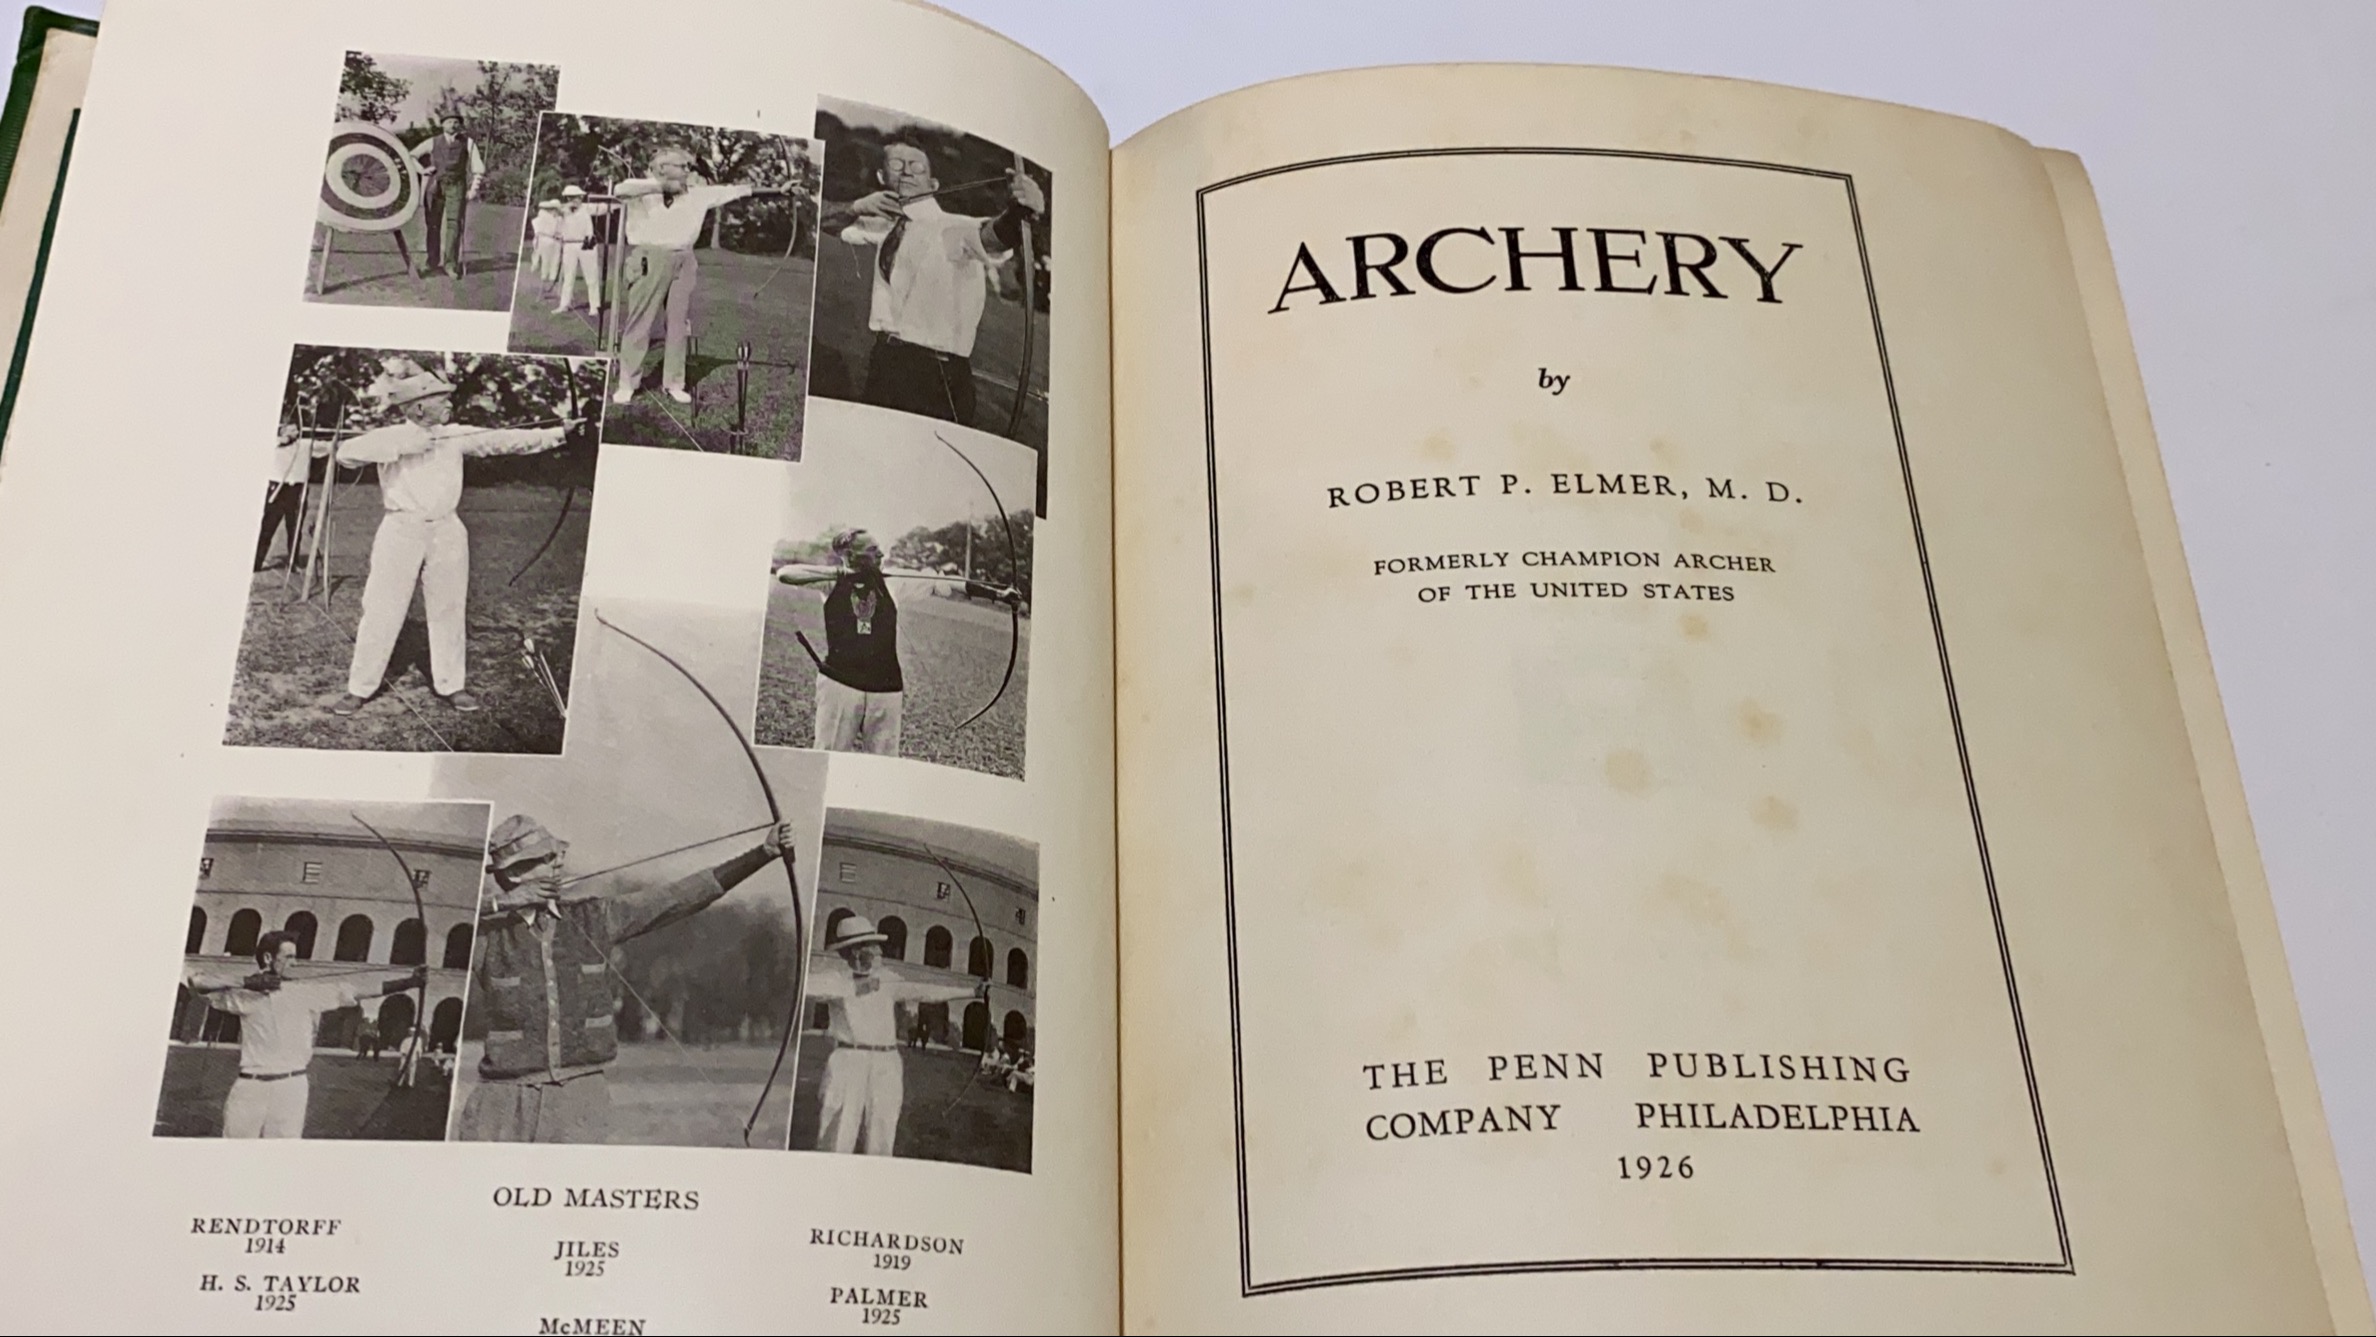 OLD MASTERS
RENDTORFF
1914
JILES
1925
RICHARDSON
1919
H. S. TAYLOR
1925
McMEEN
PALMER
1925
ARCHERY
by
ROBERT P. ELMER, M. D.
FORMERLY CHAMPION ARCHER
OF THE UNITED STATES
THE PENN PUBLISHING
COMPANY PHILADELPHIA
1926